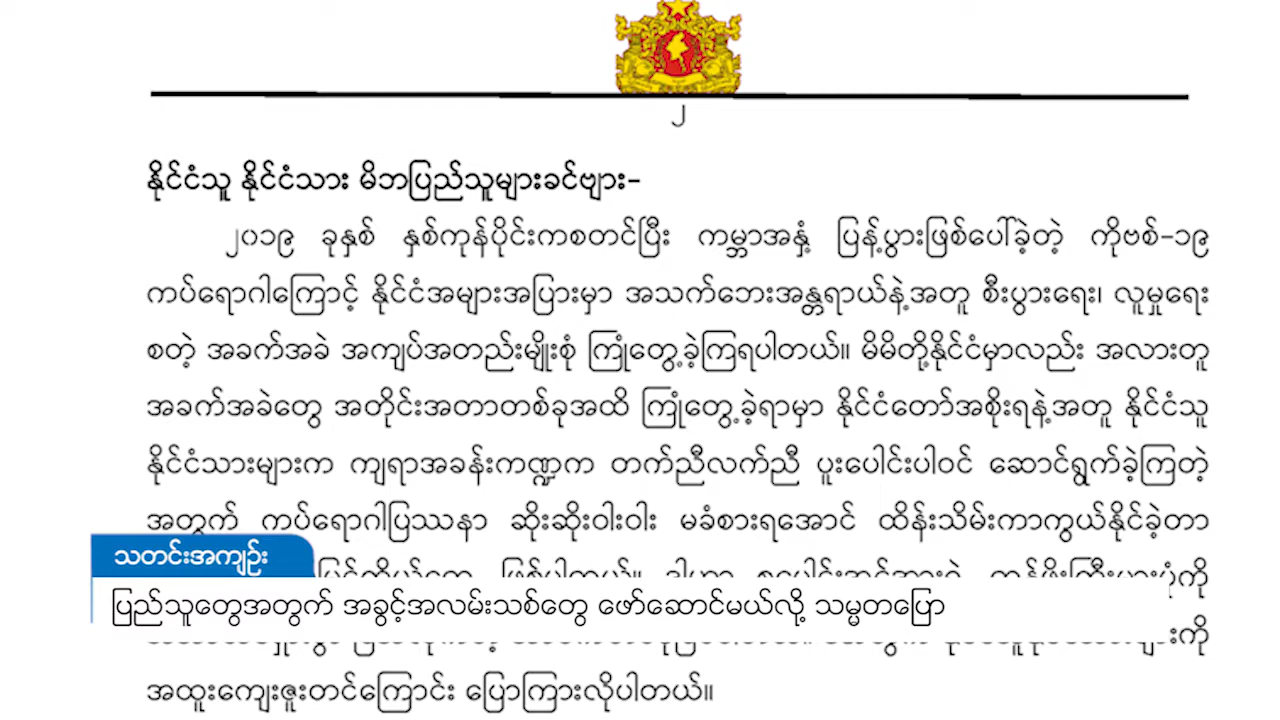 ၂
နိုင်ငံသူ နိုင်ငံသား မိဘပြည်သူများခင်ဗျား-
၂၀၁၉ ခုနှစ် နှစ်ကုန်ပိုင်းကစတင်ပြီး ကမ္ဘာအနှံ့ ပြန့်ပွားဖြစ်ပေါ်ခဲ့တဲ့ ကိုဗစ်-၁၉
ကပ်ရောဂါကြောင့် နိုင်ငံအများအပြားမှာ အသက်ဘေးအန္တရာယ်နဲ့အတူ စီးပွားရေး၊ လူမှုရေး
စတဲ့ အခက်အခဲ အကျပ်အတည်းမျိုးစုံ ကြုံတွေ့ခဲ့ကြရပါတယ်။ မိမိတို့နိုင်ငံမှာလည်း အလားတူ
အခက်အခဲတွေ အတိုင်းအတာတစ်ခုအထိ ကြုံတွေ့ခဲ့ရာမှာ နိုင်ငံတော်အစိုးရနဲ့အတူ နိုင်ငံသူ
နိုင်ငံသားများက ကျရာအခန်းကဏ္ဍက တက်ညီလက်ညီ ပူးပေါင်းပါဝင် ဆောင်ရွက်ခဲ့ကြတဲ့
အတွက် ကပ်ရောဂါပြဿနာ ဆိုးဆိုးဝါးဝါး မခံစားရအောင် ထိန်းသိမ်းကာကွယ်နိုင်ခဲ့တာ
သတင်းအကျဉ်း
ပြည်သူတွေအတွက် အခွင့်အလမ်းသစ်တွေ ဖော်ဆောင်မယ်လို့ သမ္မတပြော
အထူးကျေးဇူးတင်ကြောင်း ပြောကြားလိုပါတယ်။